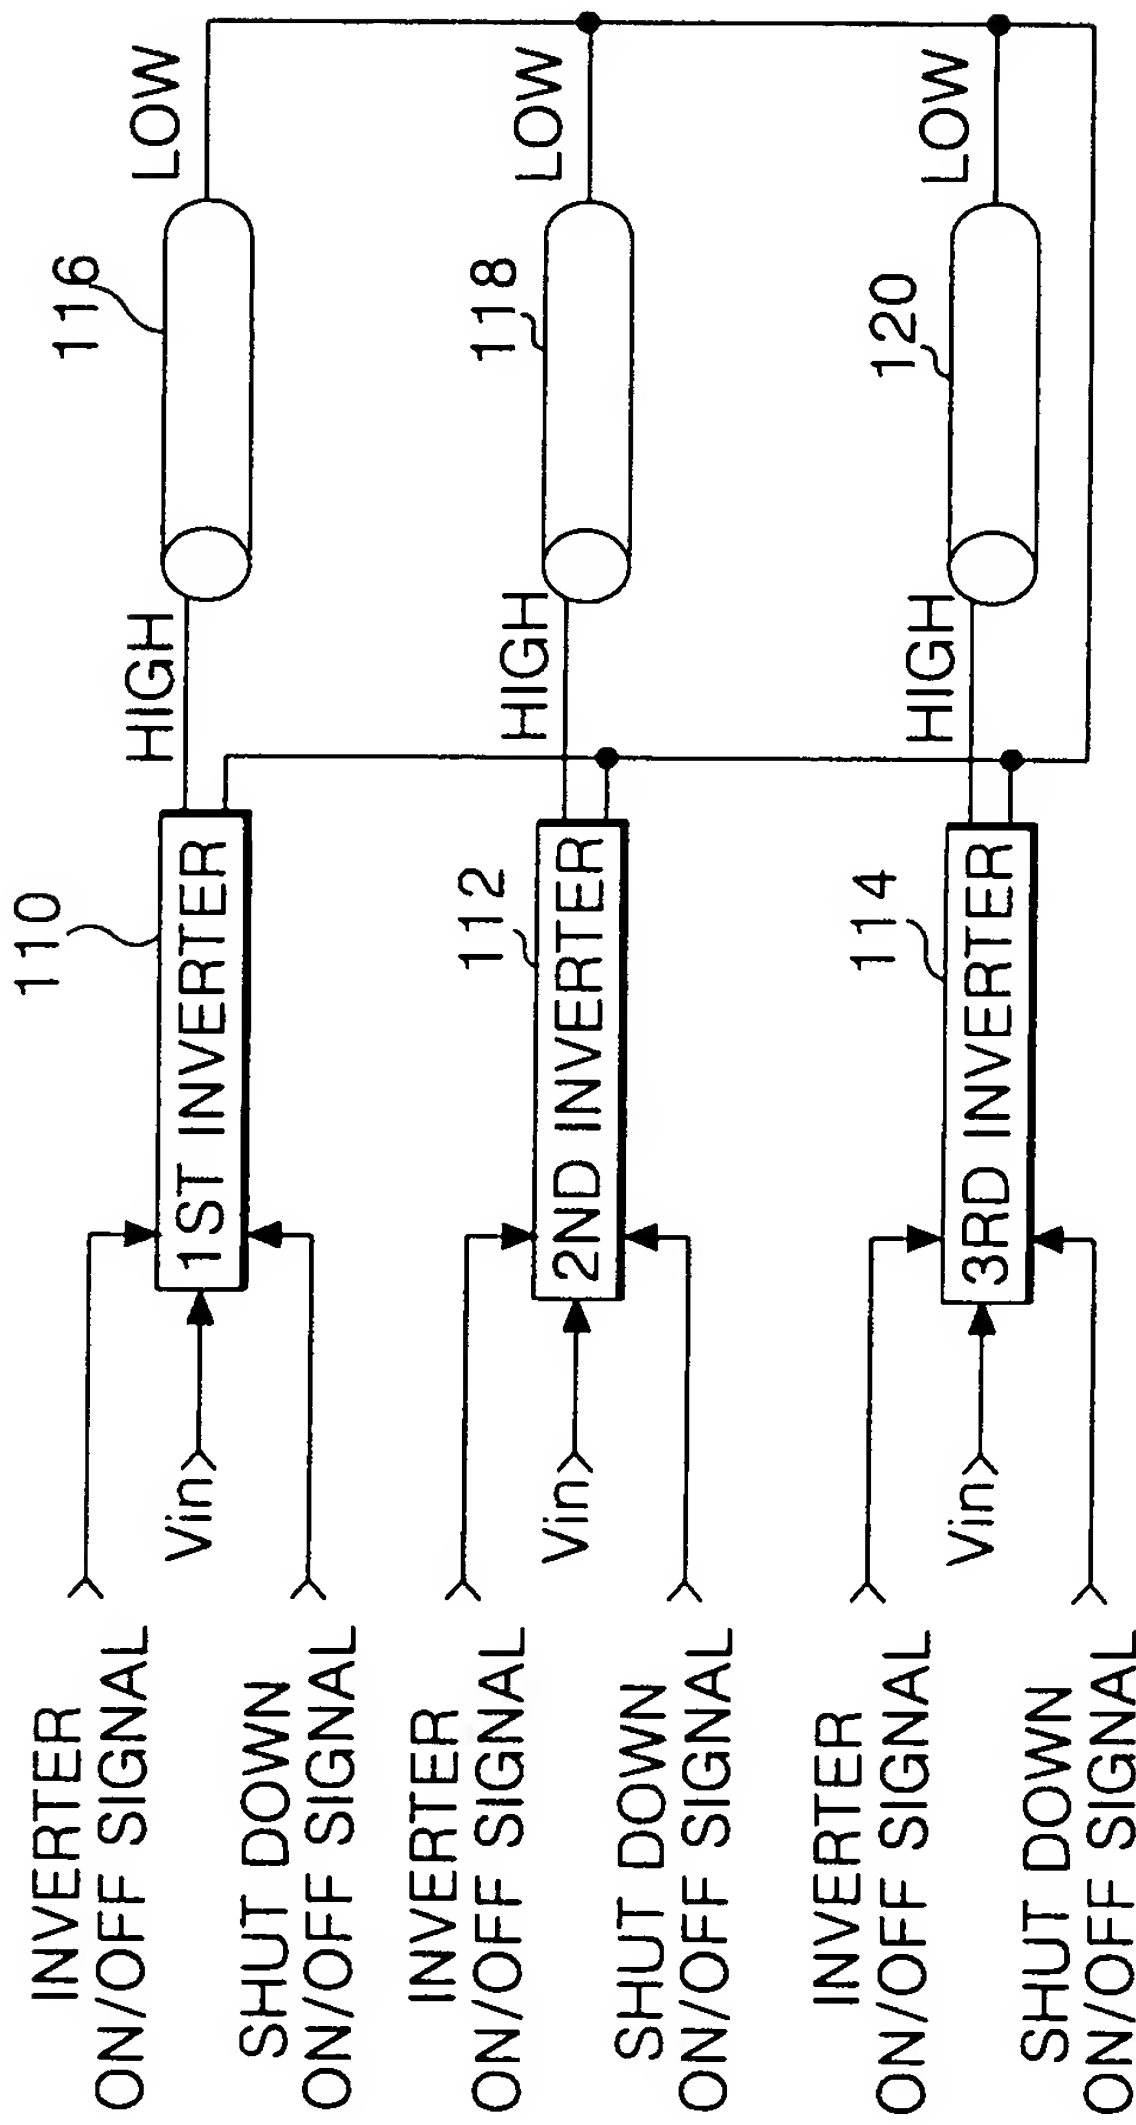 INVERTER
ON/OFF SIGNAL
Vin
SHUT DOWN
ON/OFF SIGNAL
110
1ST INVERTER
HIGH
116
LOW
INVERTER
ON/OFF SIGNAL
Vin
SHUT DOWN
ON/OFF SIGNAL
112
2ND INVERTER
HIGH
118
LOW
INVERTER
ON/OFF SIGNAL
Vin
SHUT DOWN
ON/OFF SIGNAL
114
3RD INVERTER
HIGH
120
LOW